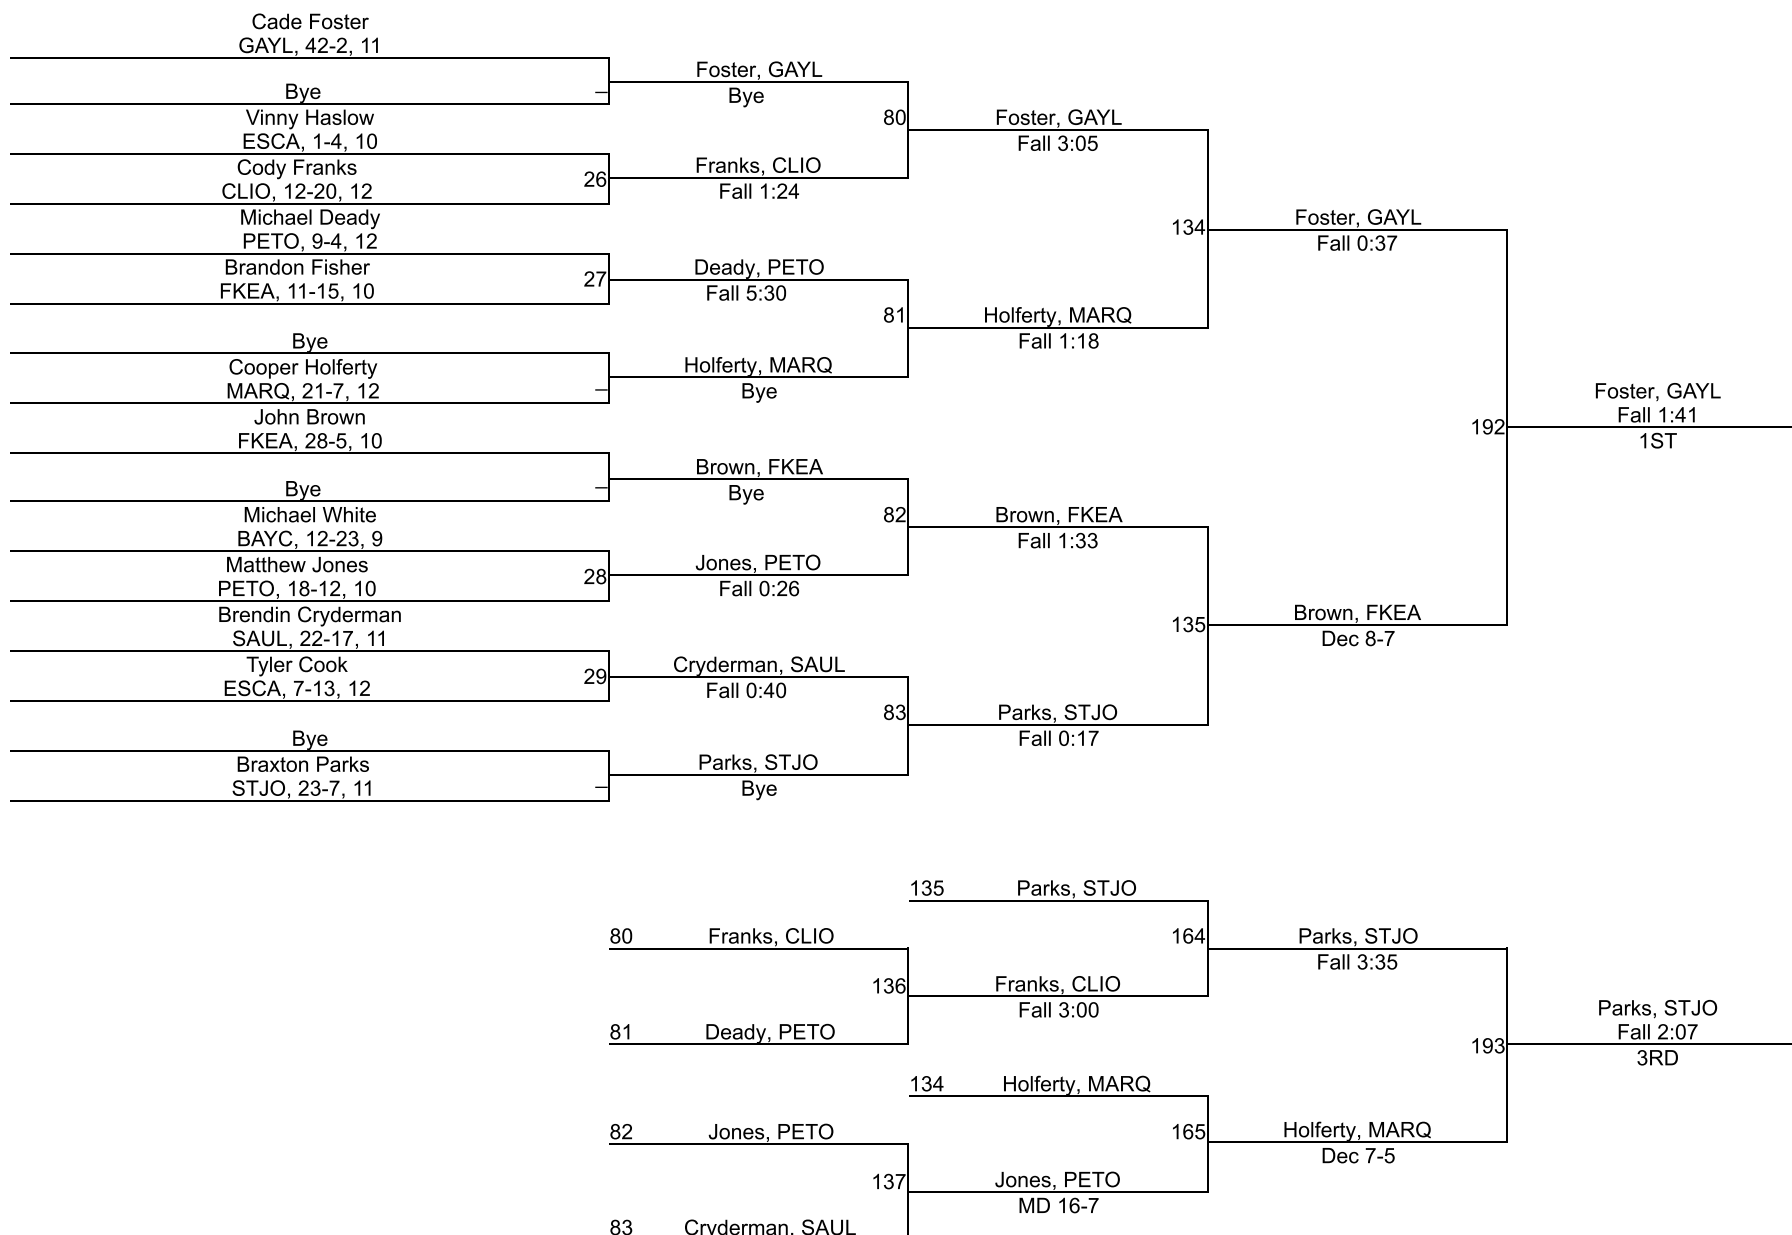 Cade Foster
GAYL, 42-2, 11
Bye
–
Vinny Haslow
ESCA, 1-4, 10
Cody Franks
CLIO, 12-20, 12
26
Michael Deady
PETO, 9-4, 12
Brandon Fisher
FKEA, 11-15, 10
27
Bye
Cooper Holferty
MARQ, 21-7, 12
–
John Brown
FKEA, 28-5, 10
Bye
–
Michael White
BAYC, 12-23, 9
Matthew Jones
PETO, 18-12, 10
28
Brendin Cryderman
SAUL, 22-17, 11
Tyler Cook
ESCA, 7-13, 12
29
Bye
Braxton Parks
STJO, 23-7, 11
–
Foster, GAYL
Bye
80
Franks, CLIO
Fall 1:24
Deady, PETO
Fall 5:30
81
Holferty, MARQ
Bye
Brown, FKEA
Bye
82
Jones, PETO
Fall 0:26
Cryderman, SAUL
Fall 0:40
83
Parks, STJO
Bye
Foster, GAYL
Fall 3:05
134
Holferty, MARQ
Fall 1:18
Brown, FKEA
Fall 1:33
135
Parks, STJO
Fall 0:17
Foster, GAYL
Fall 0:37
192
Brown, FKEA
Dec 8-7
Foster, GAYL
Fall 1:41
1ST
80 Franks, CLIO
136
81 Deady, PETO
82 Jones, PETO
137
83 Cryderman, SAUL
135 Parks, STJO
164
Franks, CLIO
Fall 3:00
134 Holferty, MARQ
165
Jones, PETO
MD 16-7
Parks, STJO
Fall 3:35
193
Holferty, MARQ
Dec 7-5
Parks, STJO
Fall 2:07
3RD